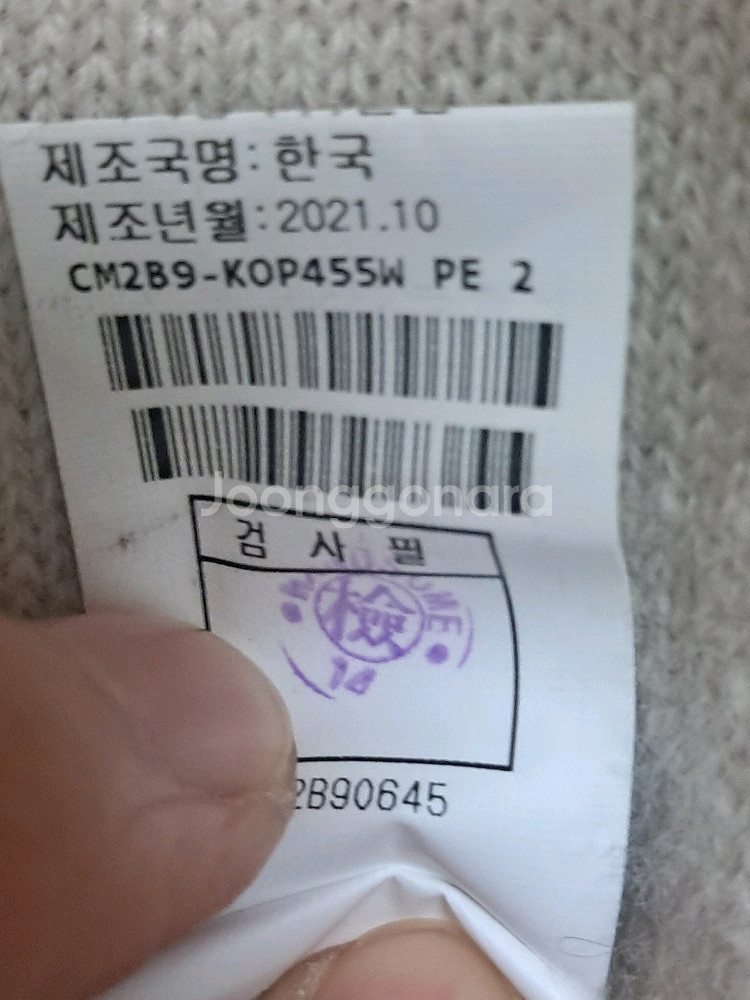 제조국명: 한국
제조년월:2021.10
CM2B9-KOP455W PE 2
Joonggonara
검 사 필
檢
14
2B90645